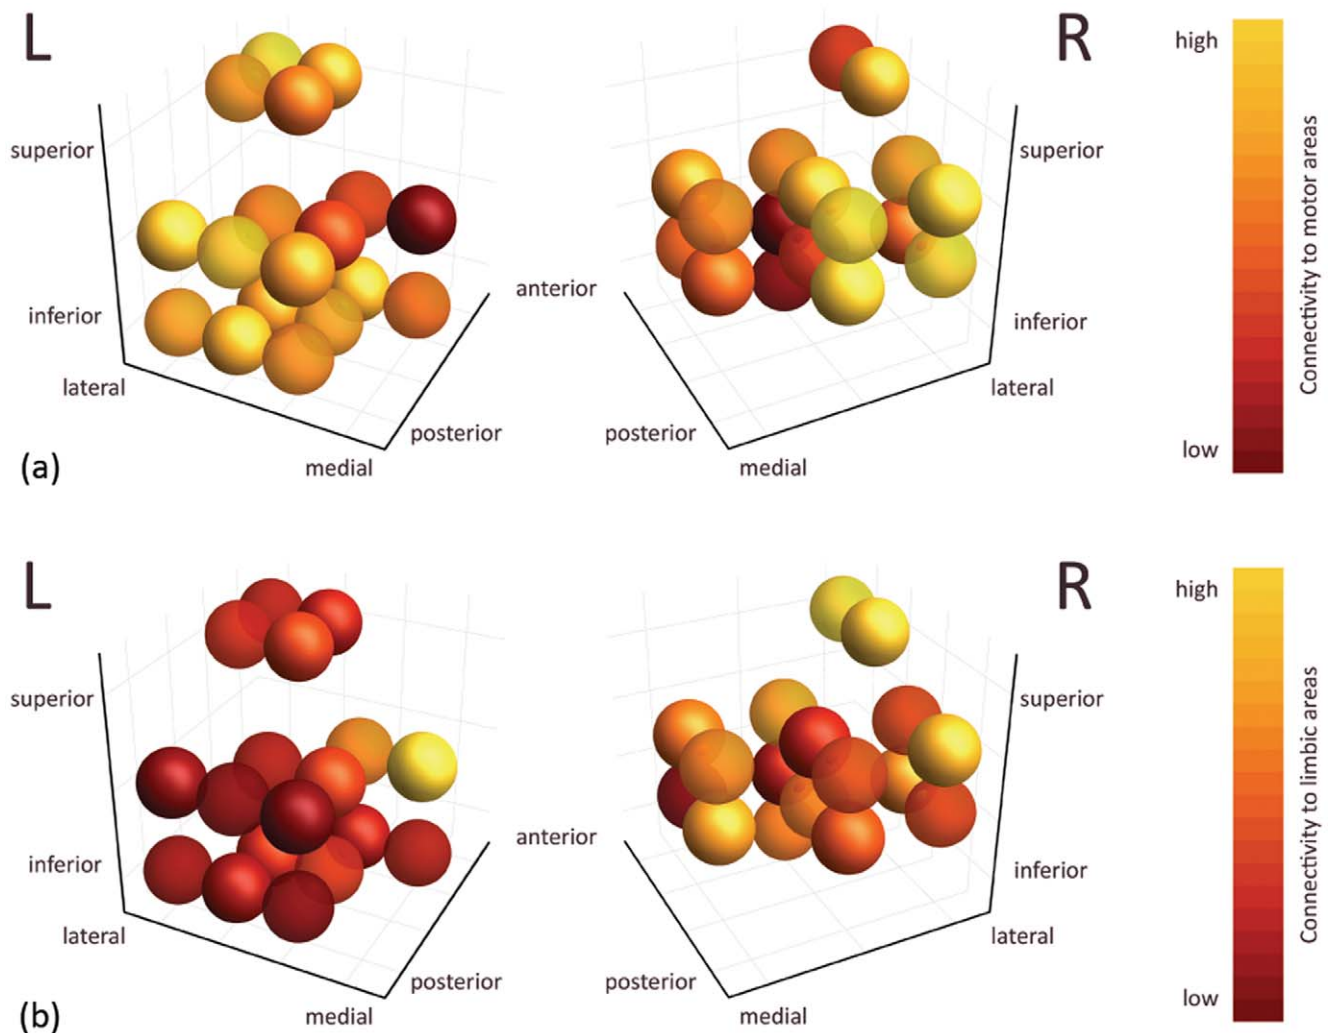 L
R
high
superior
superior
Connectivity to motor areas
anterior
inferior
inferior
lateral
lateral
posterior
posterior
low
(a)
medial
medial
L
R
high
superior
superior
Connectivity to limbic areas
anterior
inferior
inferior
lateral
lateral
posterior
posterior
low
(b)
medial
medial